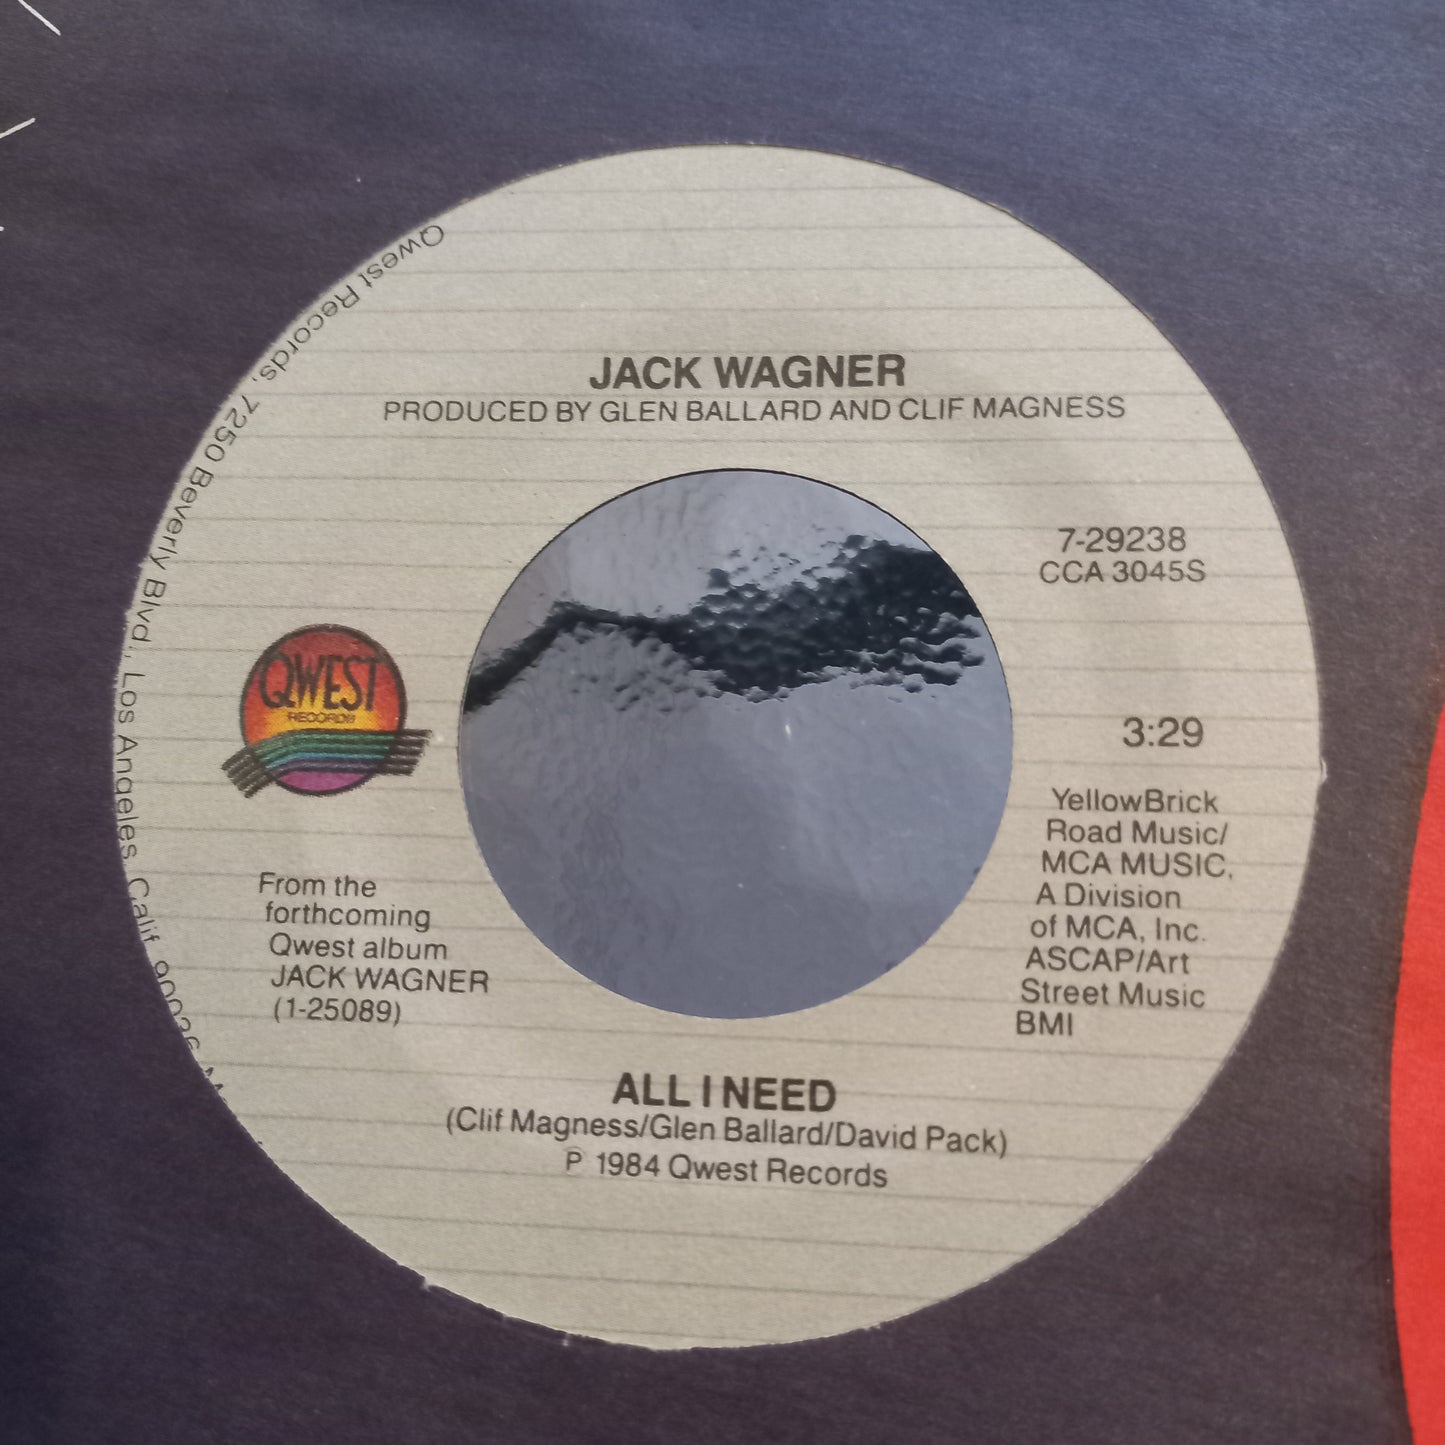 JACK WAGNER
PRODUCED BY GLEN BALLARD AND CLIF MAGNESS
7-29238
CCA 3045S
QWEST
RECORDS
3:29
YellowBrick
Road Music/
MCA MUSIC,
A Division
of MCA, Inc.
ASCAP/Art
Street Music
BMI
From the
forthcoming
Qwest album
JACK WAGNER
(1-25089)
ALL I NEED
(Clif Magness/Glen Ballard/David Pack)
℗ 1984 Qwest Records
Qwest Records, 7250 Beverly Blvd., Los Angeles, Calif. 90036